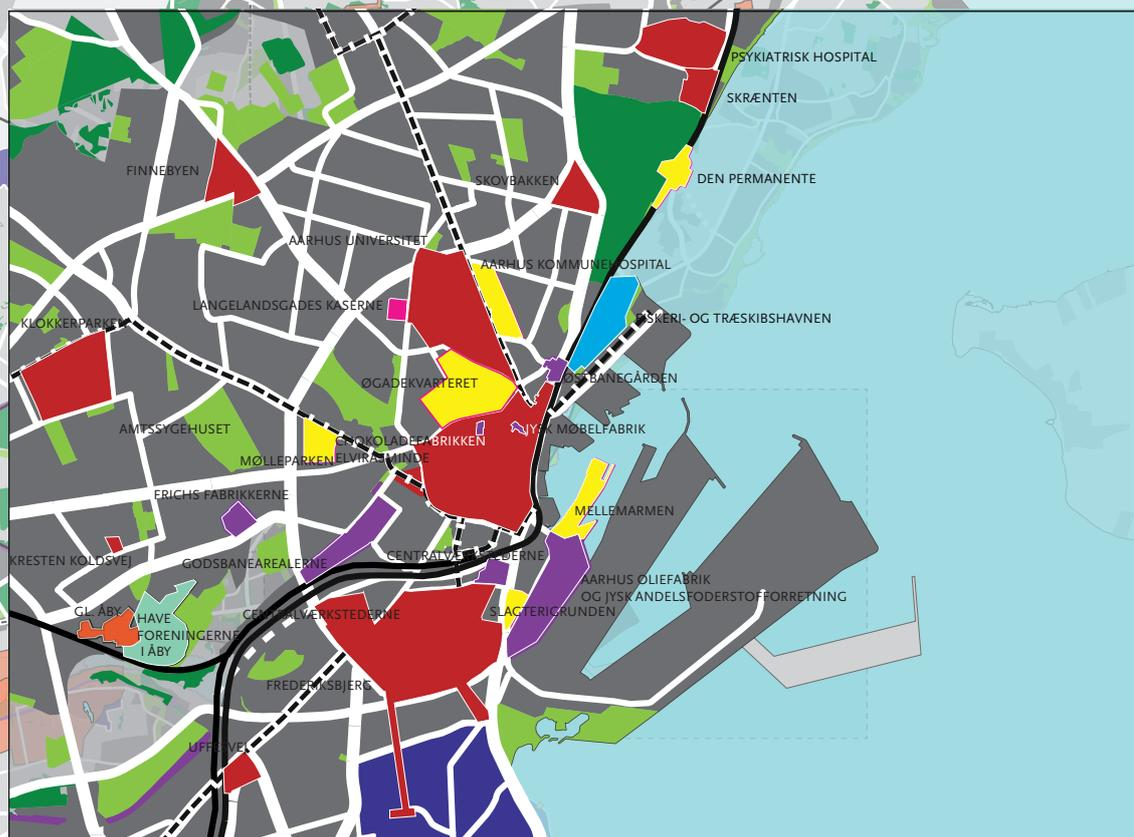 PSYKIATRISK HOSPITAL
SKRÆNTEN
FINNEBYEN
SKOVBAKKEN
DEN PERMANENTE
AARHUS UNIVERSITET
AARHUS KOMMUNEHOSPITAL
LANGELANDSGADES KASERNE
KLOKKERPARKEN
FISKERI- OG TRÆSKIBSHAVNEN
ØGADEKVARTERET
ØSTBANEGÅRDEN
AMTSSYGEHUSET
JYSK MØBELFABRIK
CHOKOLADEFABRIKKEN
ELVIRASMINDE
MØLLEPARKEN
FRICHS FABRIKKERNE
MELLEMARMEN
KRESTEN KOLDSVEJ
GODSBANEAREALERNE
AARHUS OLIEFABRIK
OG JYSK ANDELSFODERSTOFFORRETNING
GL. ÅBY
HAVE
FORENINGERNE
I ÅBY
CENTRALVÆRKSTEDERNE
SLAGTERIGRUNDEN
FREDERIKSBJERG